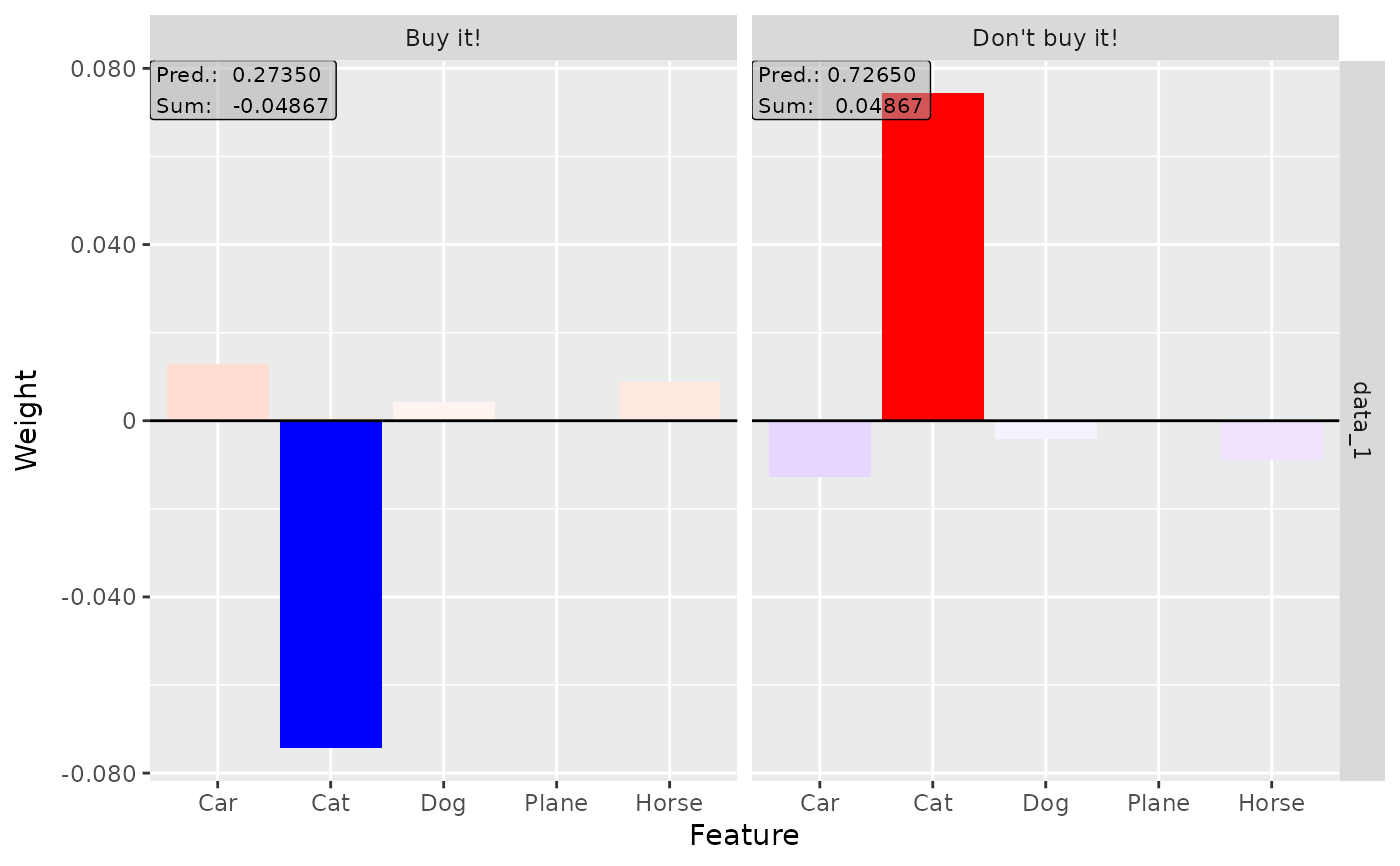 Buy it!
Don't buy it!
Pred.: 0.27350
Sum: -0.04867
Pred.: 0.72650
Sum: 0.04867
0.080
0.040
0
-0.040
-0.080
Weight
data_1
Car Cat Dog Plane Horse
Car Cat Dog Plane Horse
Feature